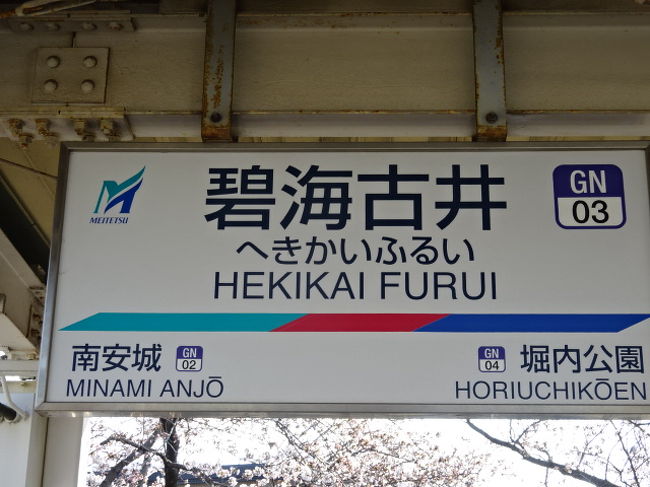 MEITETSU
碧海古井
GN
03
へきかいふるい
HEKIKAI FURUI
南安城
GN
02
MINAMI ANJŌ
GN
04
堀内公園
HORIUCHIKŌEN